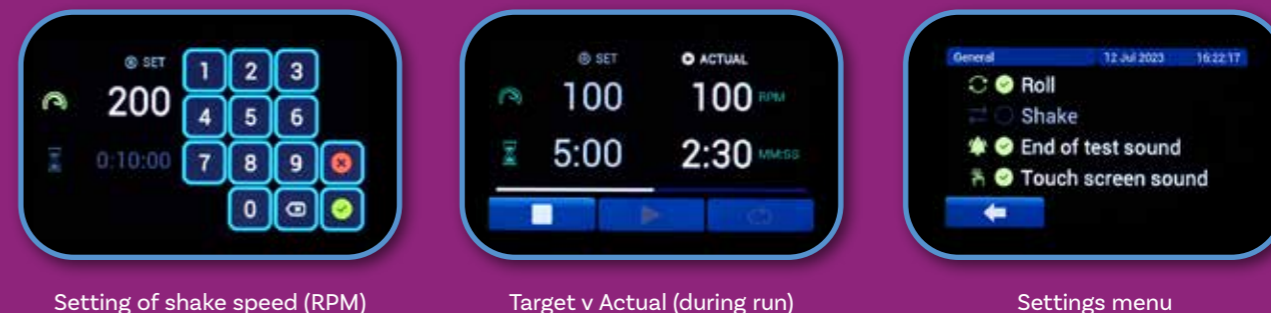 SET
200
0:10:00
1 2 3
4 5 6
7 8 9
0
Setting of shake speed (RPM)
SET ACTUAL
100 100 RPM
5:00 2:30 MM:SS
Target v Actual (during run)
General 12 Jul 2023 16:22:17
Roll
Shake
End of test sound
Touch screen sound
Settings menu